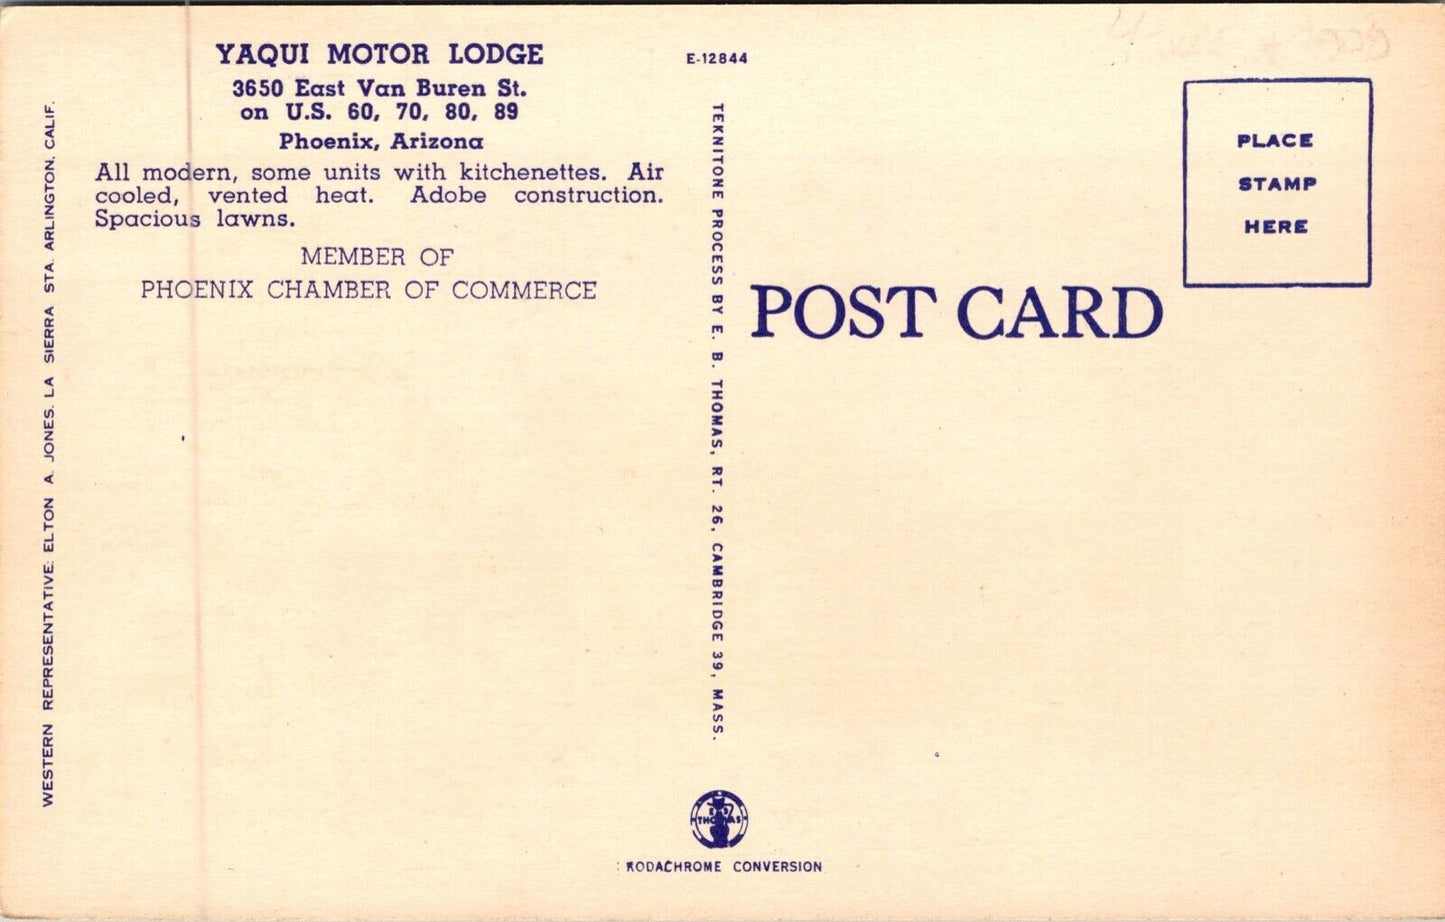 YAQUI MOTOR LODGE
3650 East Van Buren St.
on U.S. 60, 70, 80, 89
Phoenix, Arizona
All modern, some units with kitchenettes. Air
cooled, vented heat. Adobe construction.
Spacious lawns.
MEMBER OF
PHOENIX CHAMBER OF COMMERCE
WESTERN REPRESENTATIVE: ELTON A. JONES. LA SIERRA STA. ARLINGTON, CALIF.
E-12844
TEKNITONE PROCESS BY E. B. THOMAS, RT. 26, CAMBRIDGE 39, MASS.
PLACE
STAMP
HERE
POST CARD
THOMAS
KODACHROME CONVERSION